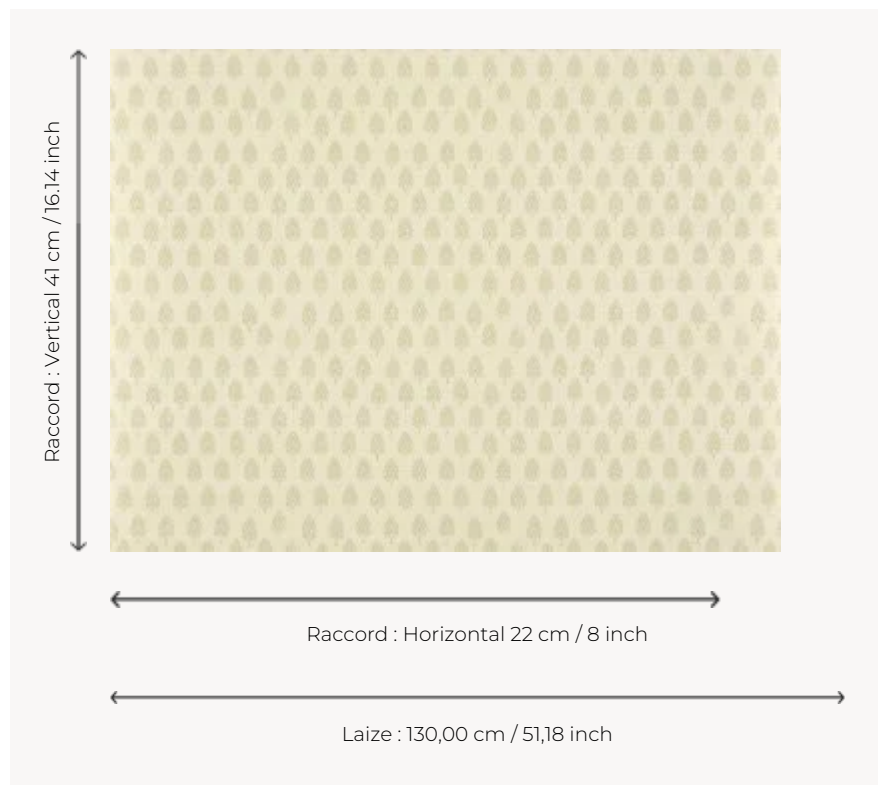 Raccord : Vertical 41 cm / 16.14 inch
Raccord : Horizontal 22 cm / 8 inch
Laize : 130,00 cm / 51,18 inch